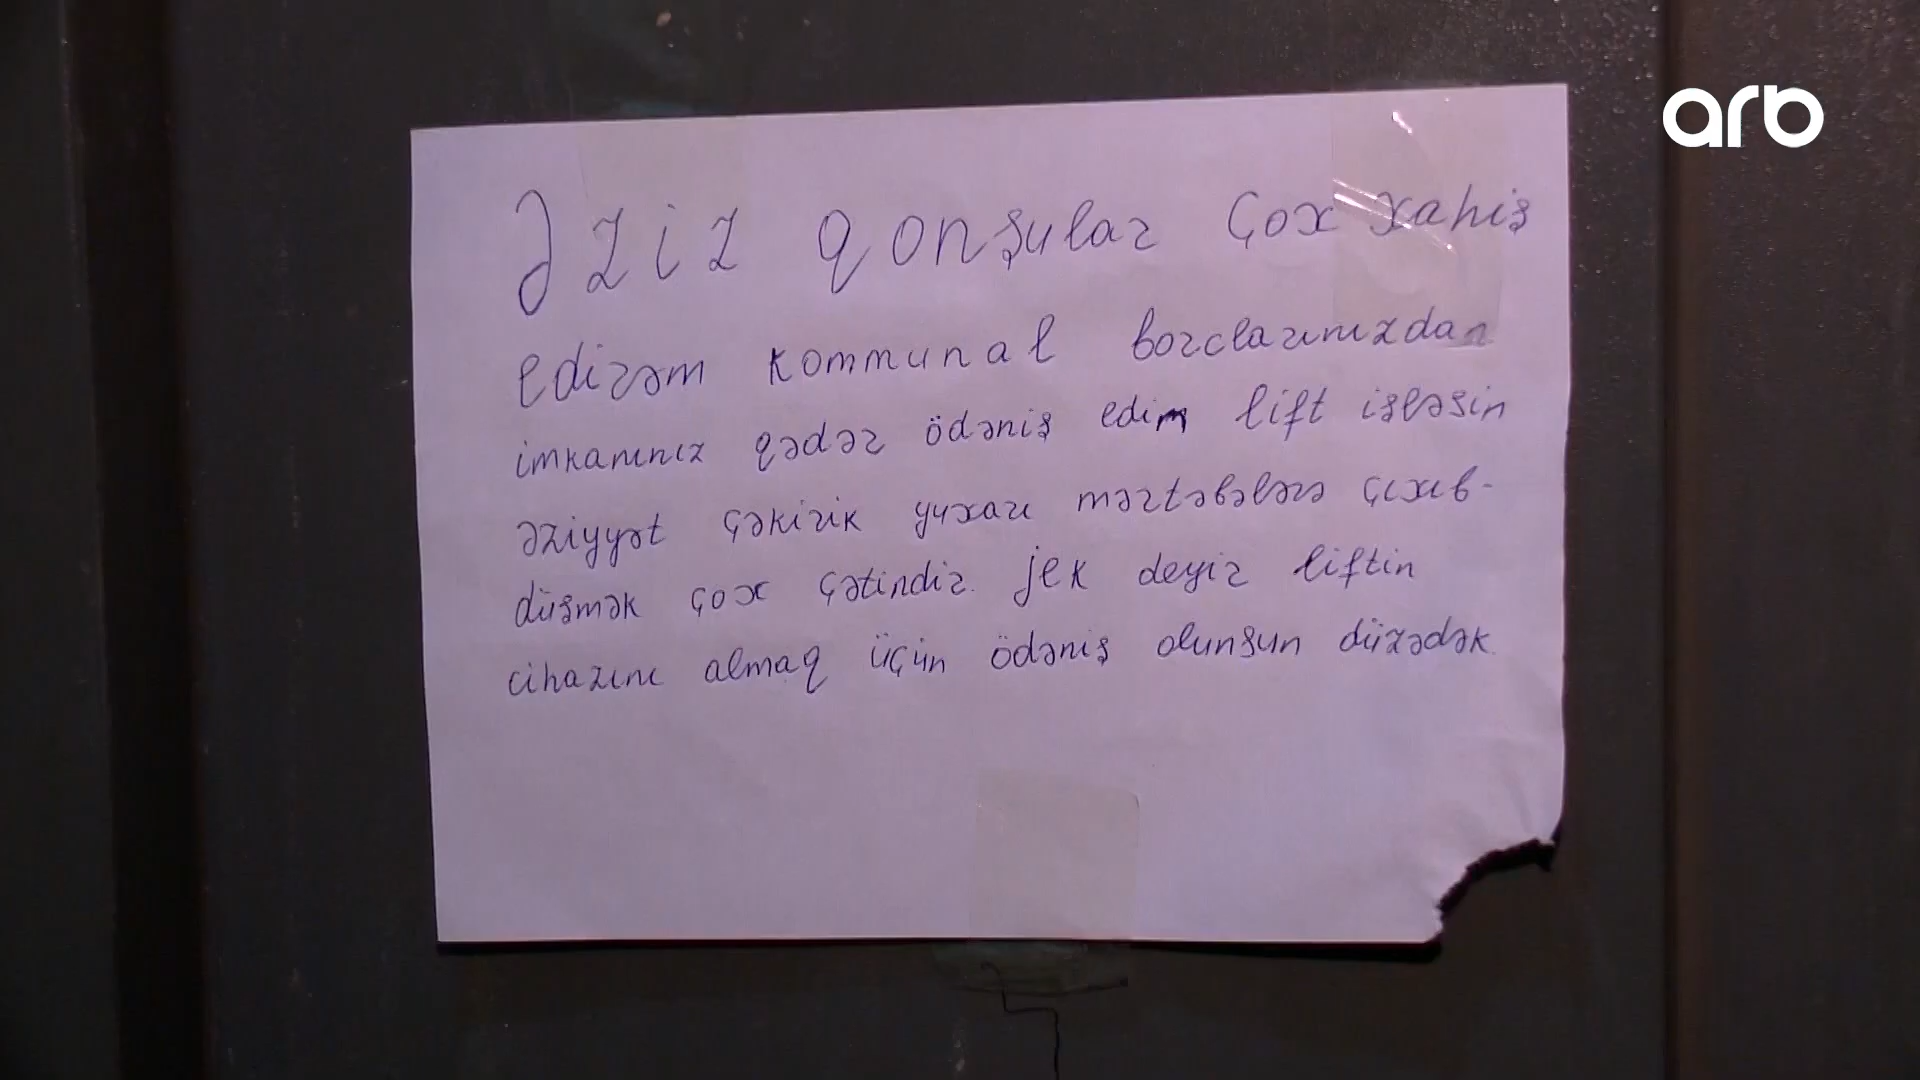 arb
Əziz qonşular çox xahiş
edirəm kommunal borclarınızdan
imkanınız qədər ödəniş edim lift işləsin
əziyyət çəkirik yuxarı mərtəbələrə çıxıb-
düşmək çox çətindir. jek deyir liftin
cihazını almaq üçün ödəniş olunsun düzədək.